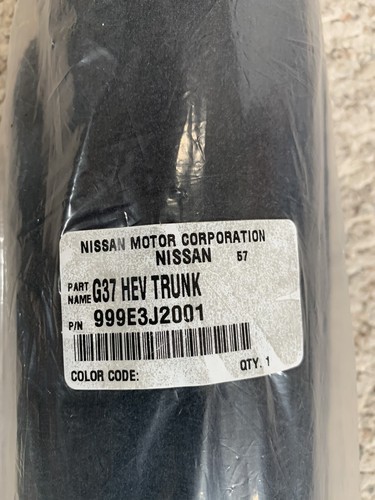 NISSAN MOTOR CORPORATION
NISSAN 57
PART NAME G37 HEV TRUNK
P/N 999E3J2001
QTY. 1
COLOR CODE: